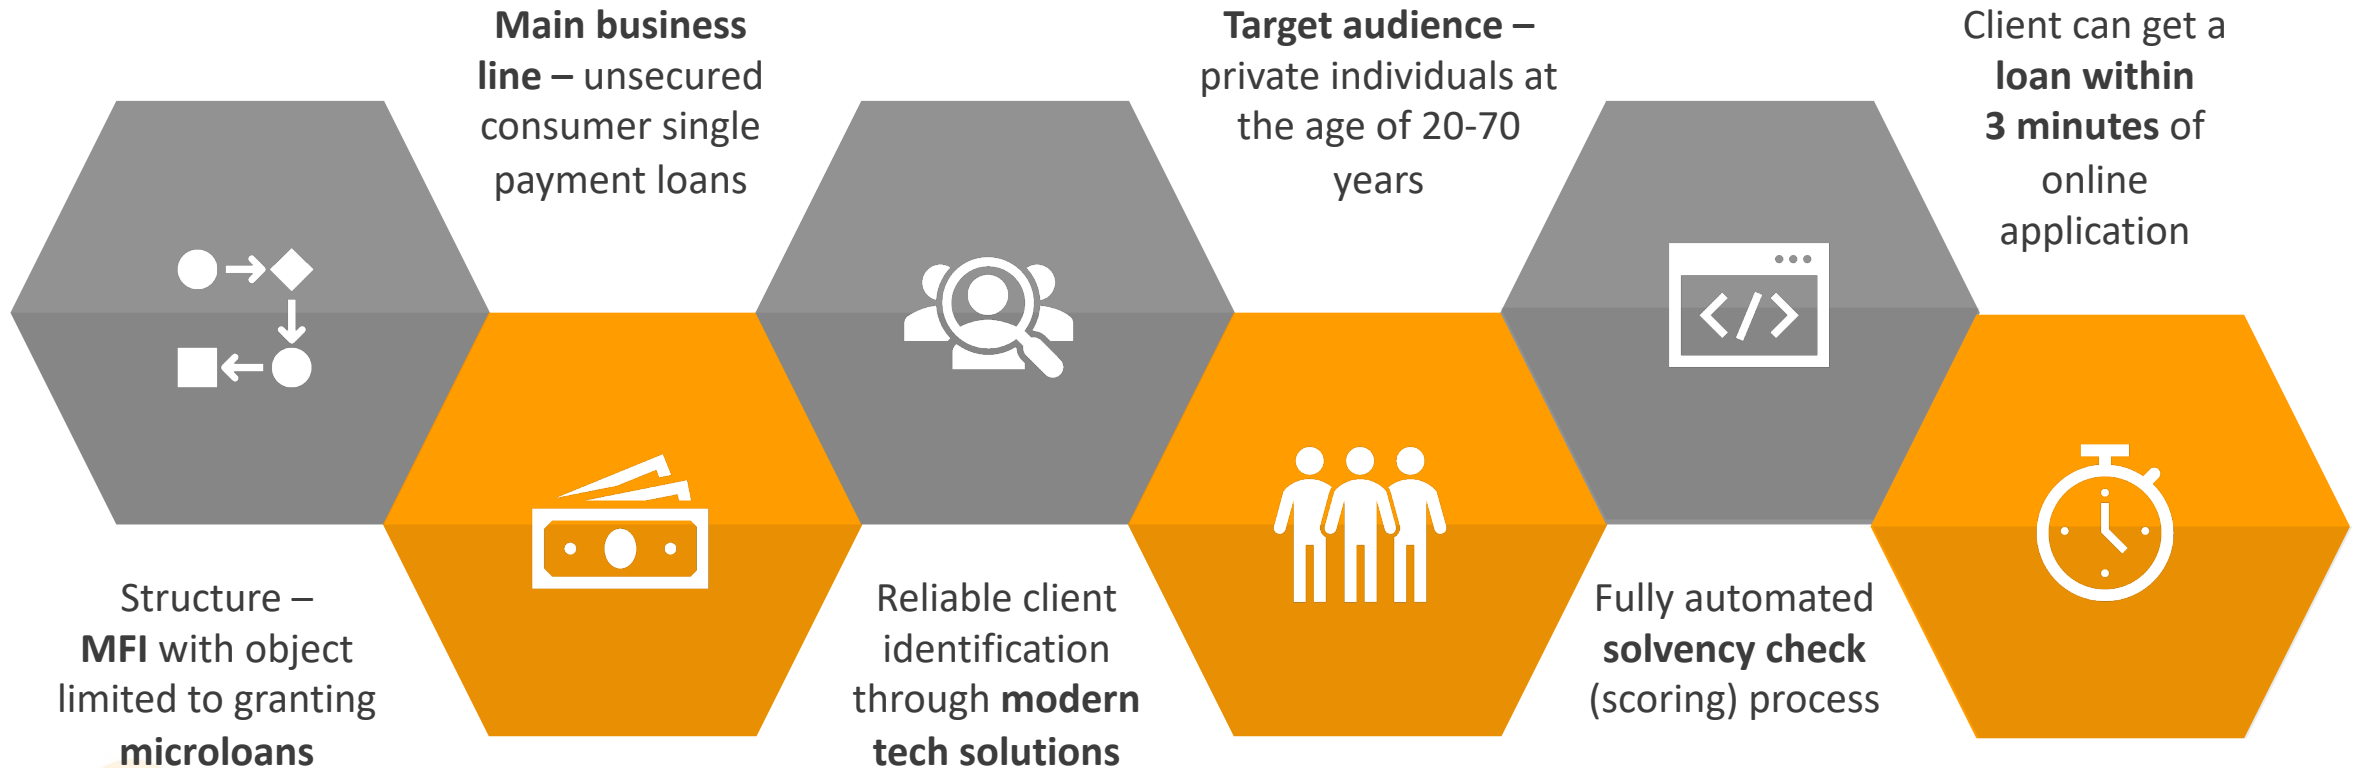 Main business
line – unsecured
consumer single
payment loans
Target audience –
private individuals at
the age of 20-70
years
Client can get a
loan within
3 minutes of
online
application
Structure –
MFI with object
limited to granting
microloans
Reliable client
identification
through modern
tech solutions
Fully automated
solvency check
(scoring) process